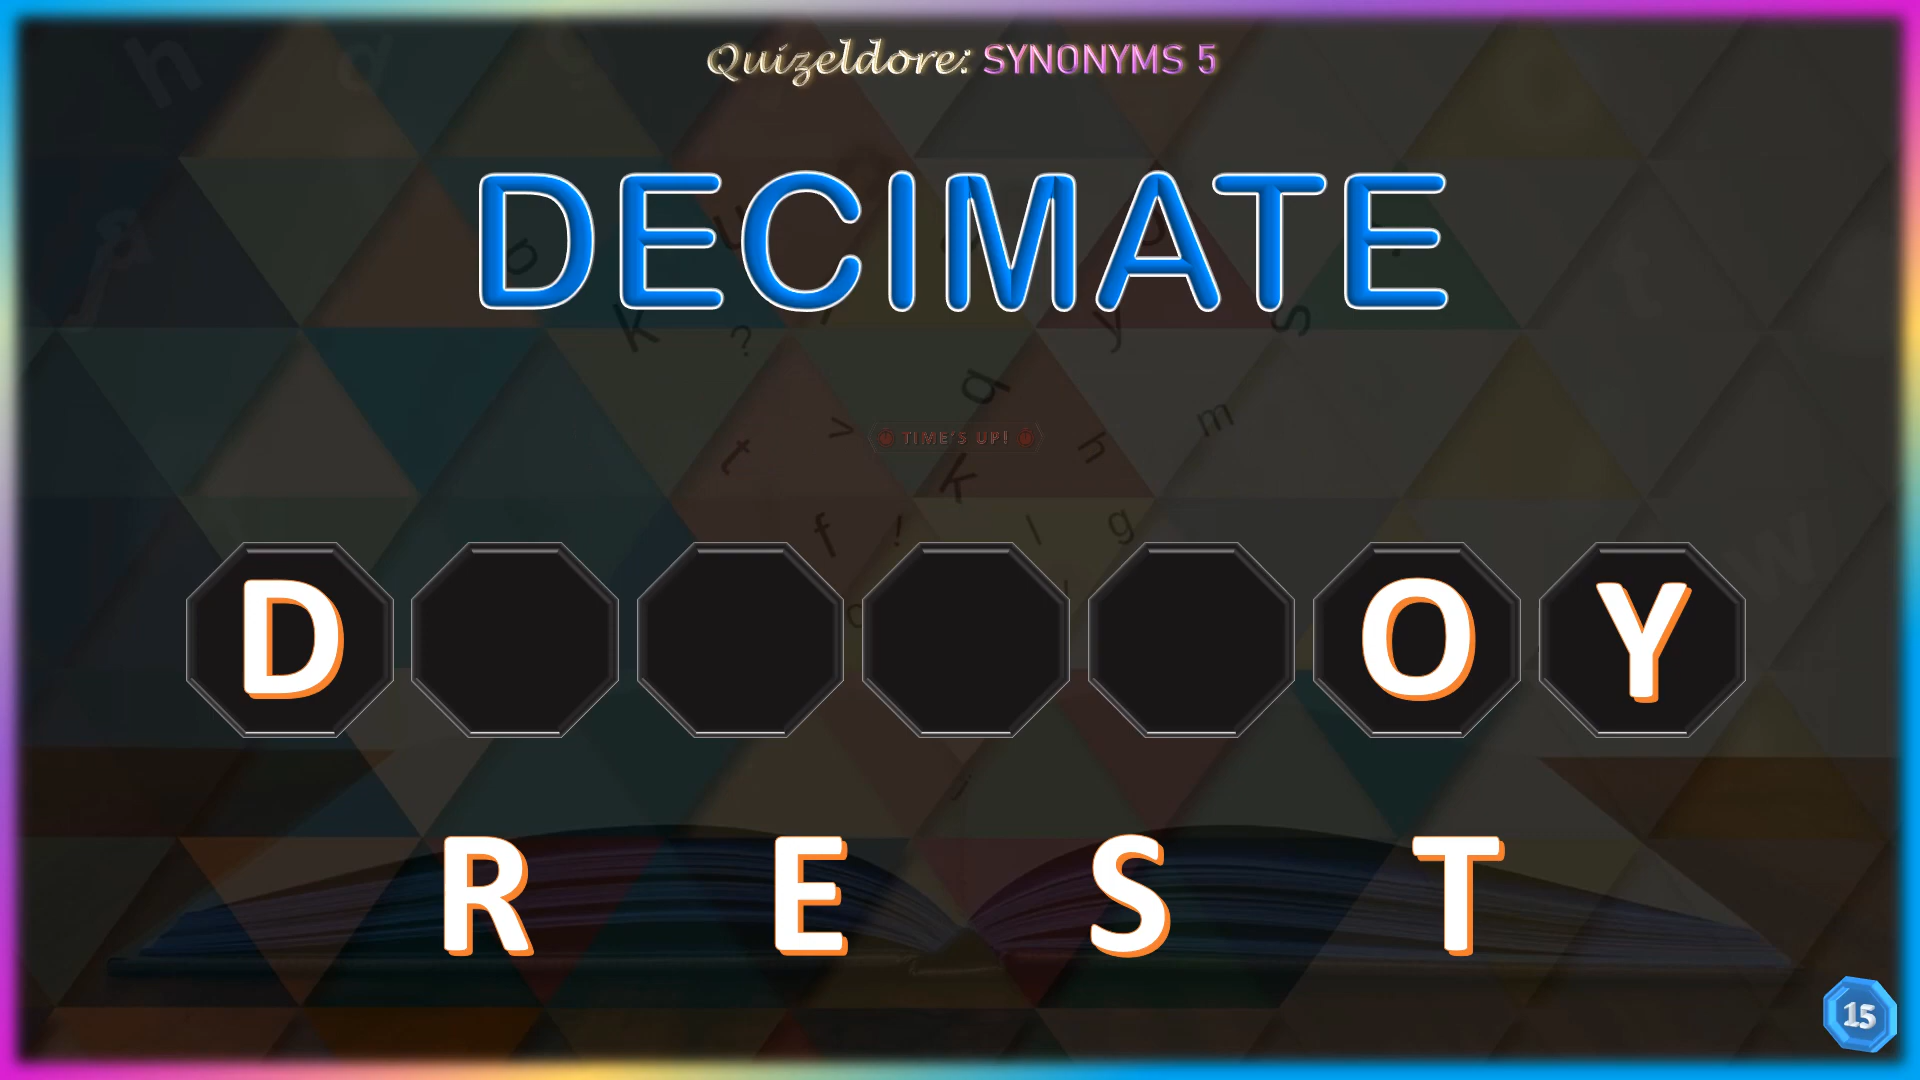 Quizeldore: SYNONYMS 5
DECIMATE
TIME'S UP!
D O Y
R E S T
15